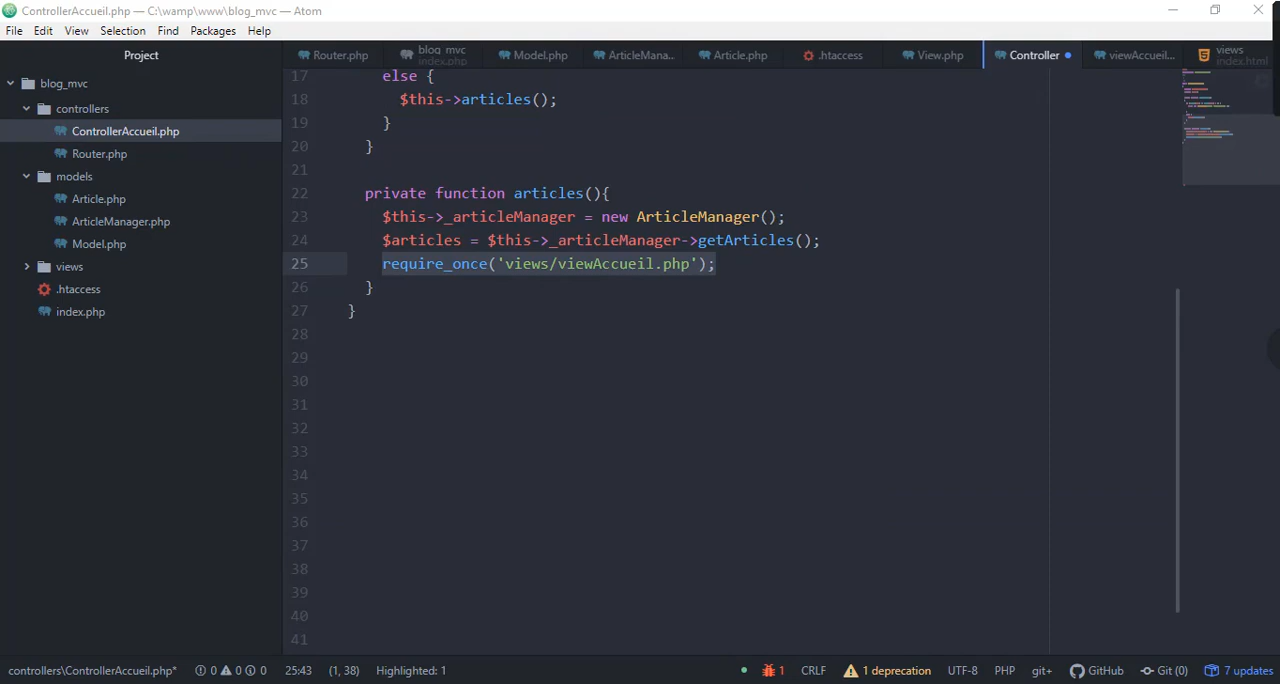 ControllerAccueil.php — C:\wamp\www\blog_mvc — Atom
File Edit View Selection Find Packages Help
Project
Router.php
blog_mvc
index.php
Model.php
ArticleMana..
Article.php
.htaccess
View.php
Controller
viewAccueil...
views
index.html
blog_mvc
controllers
ControllerAccueil.php
Router.php
models
Article.php
ArticleManager.php
Model.php
views
.htaccess
index.php
17 else {
18 $this->articles();
19 }
20 }
21
22 private function articles(){
23 $this->_articleManager = new ArticleManager();
24 $articles = $this->_articleManager->getArticles();
25 require_once('views/viewAccueil.php');
26 }
27 }
28
29
30
31
32
33
34
35
36
37
38
39
40
41
controllers\ControllerAccueil.php* 0 0 0 25:43 (1, 38) Highlighted: 1 1 CRLF 1 deprecation UTF-8 PHP git+ GitHub Git (0) 7 updates